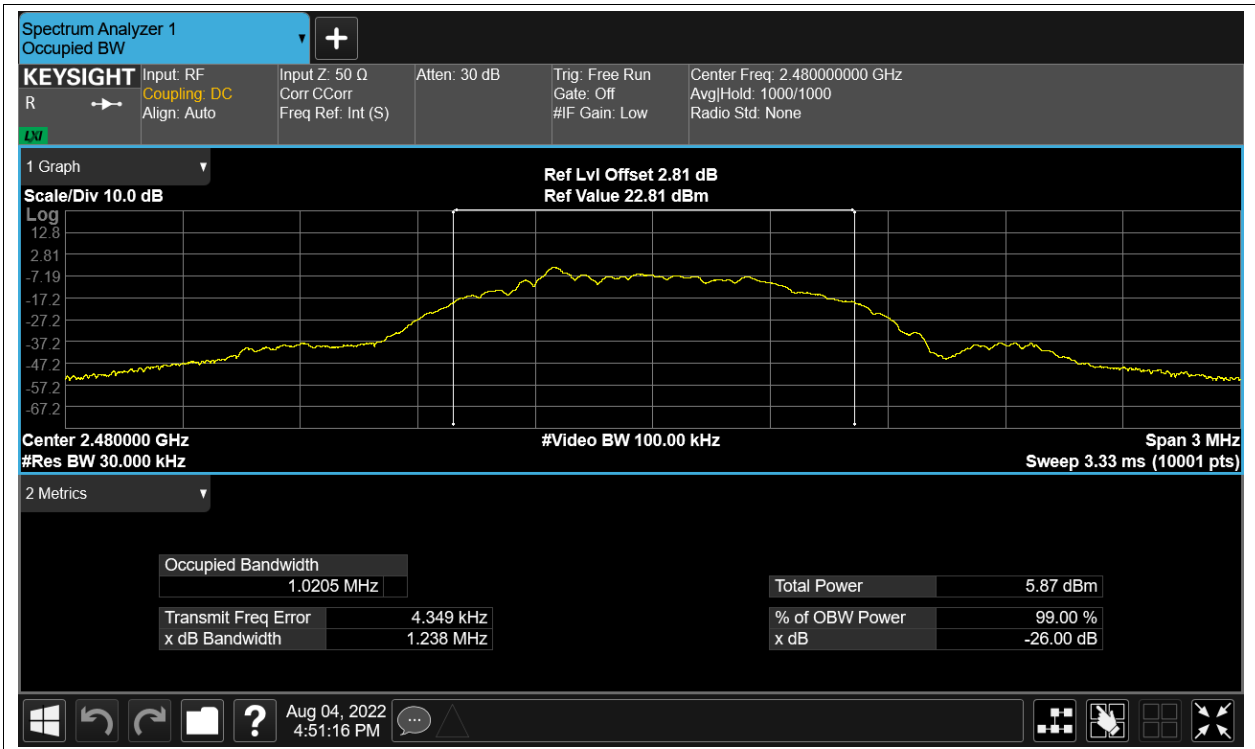 Spectrum Analyzer 1
Occupied BW
KEYSIGHT
R
LXI
Input: RF
Coupling: DC
Align: Auto
Input Z: 50 Ω
Corr CCorr
Freq Ref: Int (S)
Atten: 30 dB
Trig: Free Run
Gate: Off
#IF Gain: Low
Center Freq: 2.480000000 GHz
Avg|Hold: 1000/1000
Radio Std: None
1 Graph
Scale/Div 10.0 dB
Ref Lvl Offset 2.81 dB
Ref Value 22.81 dBm
Log
12.8
2.81
-7.19
-17.2
-27.2
-37.2
-47.2
-57.2
-67.2
Center 2.480000 GHz
#Res BW 30.000 kHz
#Video BW 100.00 kHz
Span 3 MHz
Sweep 3.33 ms (10001 pts)
2 Metrics
Occupied Bandwidth
1.0205 MHz
Transmit Freq Error 4.349 kHz
x dB Bandwidth 1.238 MHz
Total Power 5.87 dBm
% of OBW Power 99.00 %
x dB -26.00 dB
?
Aug 04, 2022
4:51:16 PM